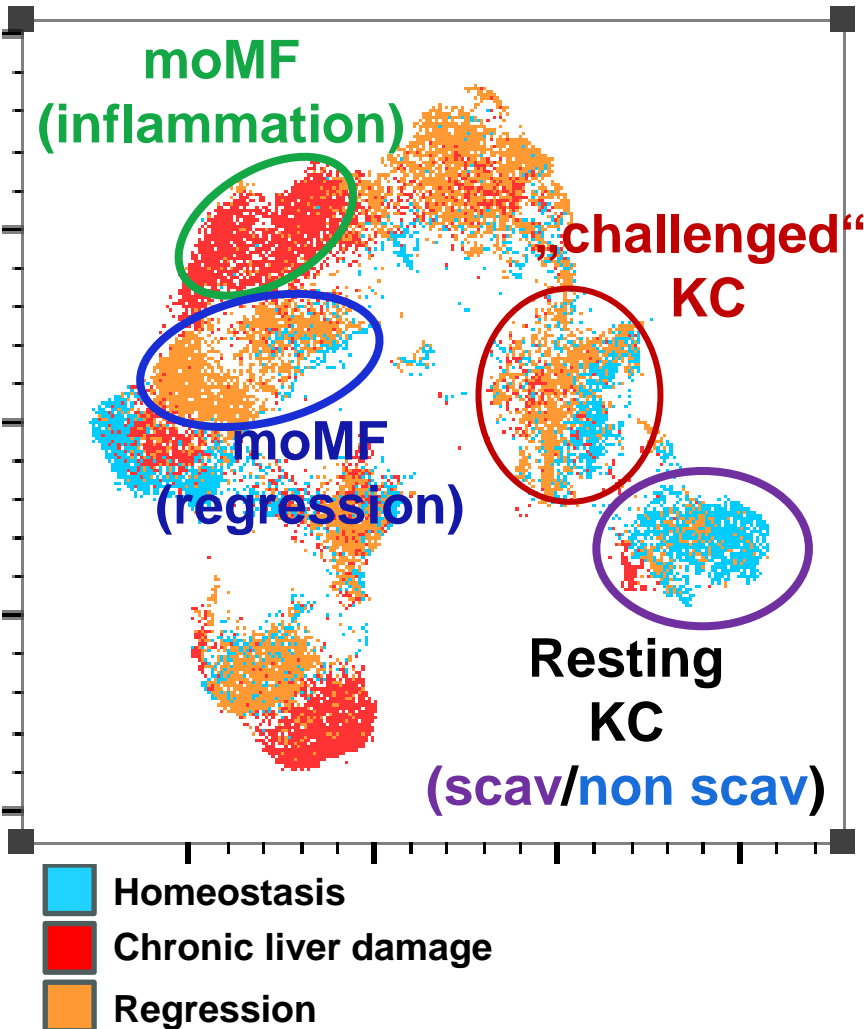 moMF
(inflammation)
„challenged“
KC
moMF
(regression)
Resting
KC
(scav/non scav)
Homeostasis
Chronic liver damage
Regression